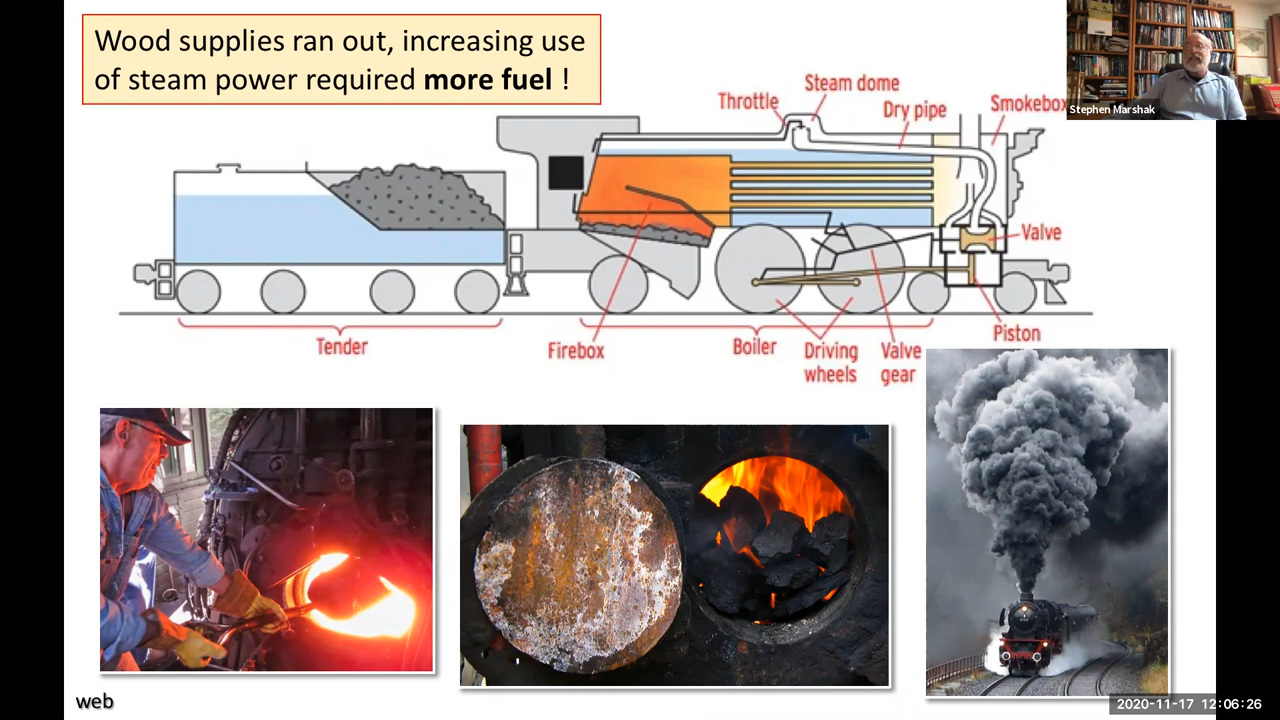 Wood supplies ran out, increasing use
of steam power required more fuel !
Stephen Marshak
Steam dome
Throttle
Dry pipe
Smokebox
Valve
Piston
Tender
Firebox
Boiler
Driving
wheels
Valve
gear
web
2020-11-17 12:06:26